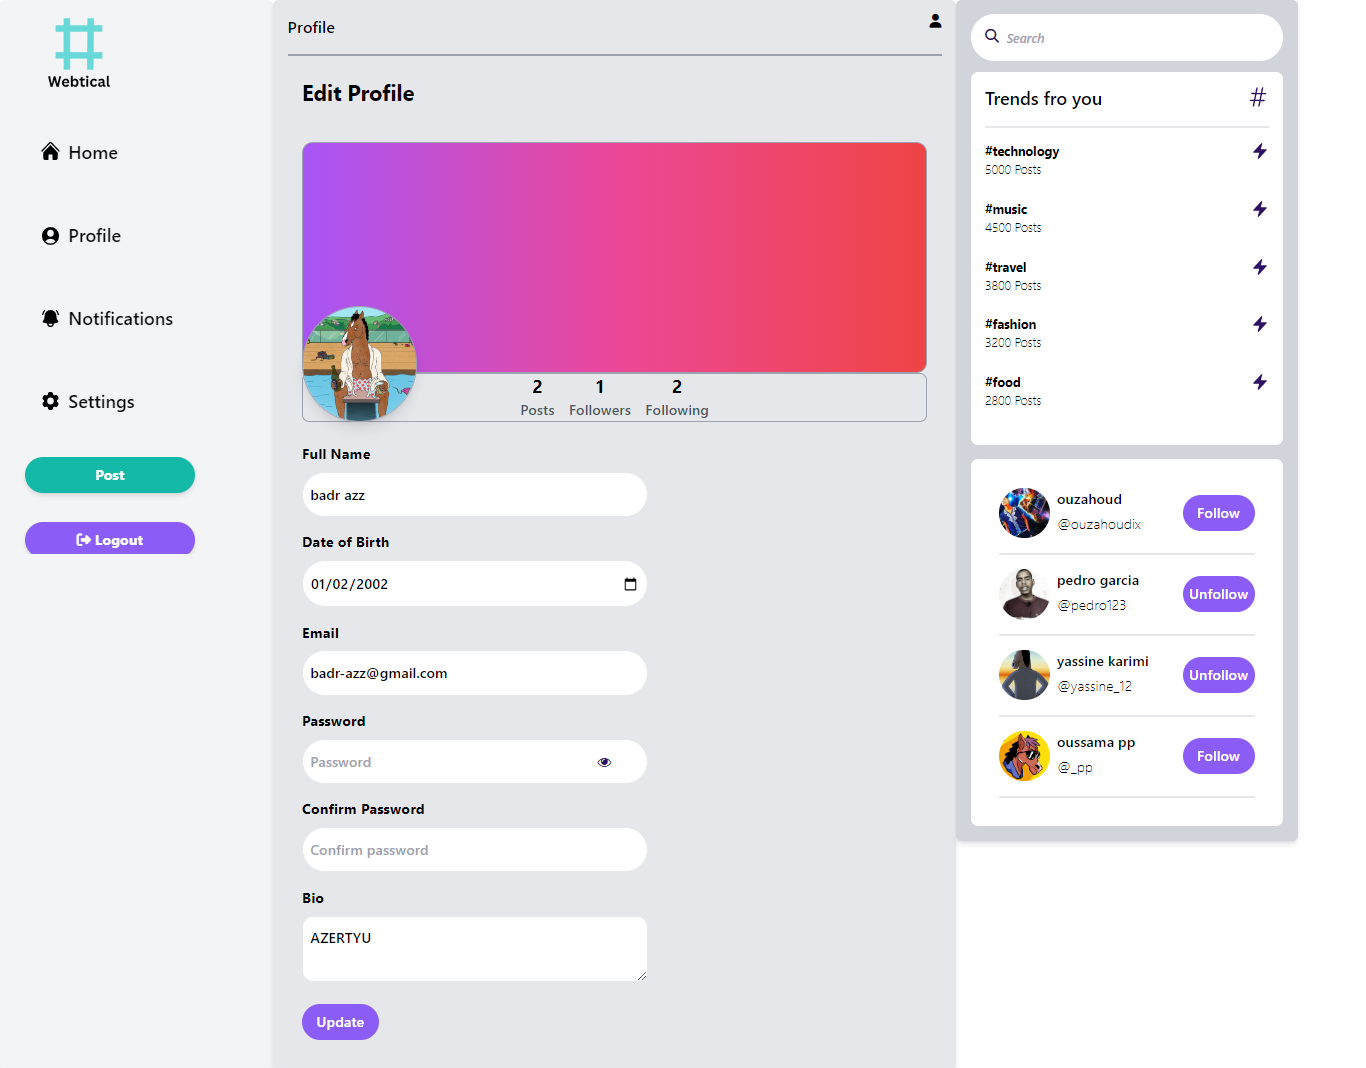 Webtical
Home
Profile
Notifications
Settings
Post
Logout
Profile
Edit Profile
2 1 2
Posts Followers Following
Full Name
badr azz
Date of Birth
01/02/2002
Email
badr-azz@gmail.com
Password
Password
Confirm Password
Confirm password
Bio
AZERTYU
Update
Search
Trends fro you #
#technology
5000 Posts
#music
4500 Posts
#travel
3800 Posts
#fashion
3200 Posts
#food
2800 Posts
ouzahoud
@ouzahoudix
Follow
pedro garcia
@pedro123
Unfollow
yassine karimi
@yassine_12
Unfollow
oussama pp
@_pp
Follow